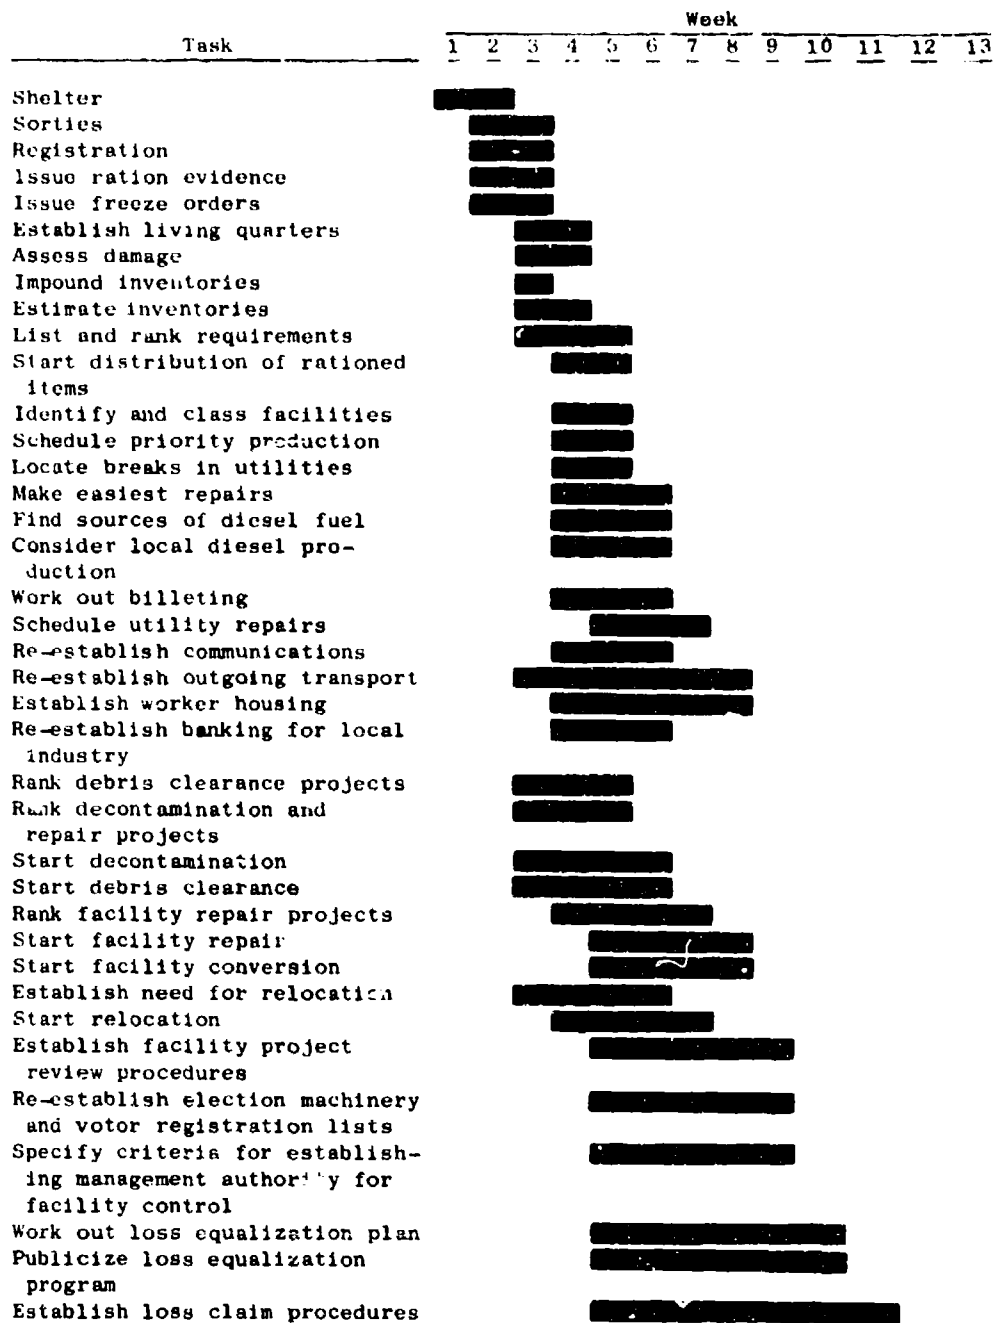 Week
Task 1 2 3 4 5 6 7 8 9 10 11 12 13
Shelter
Sorties
Registration
Issue ration evidence
Issue freeze orders
Establish living quarters
Assess damage
Impound inventories
Estimate inventories
List and rank requirements
Start distribution of rationed
items
Identify and class facilities
Schedule priority production
Locate breaks in utilities
Make easiest repairs
Find sources of diesel fuel
Consider local diesel pro-
duction
Work out billeting
Schedule utility repairs
Re-establish communications
Re-establish outgoing transport
Establish worker housing
Re-establish banking for local
industry
Rank debris clearance projects
Rank decontamination and
repair projects
Start decontamination
Start debris clearance
Rank facility repair projects
Start facility repair
Start facility conversion
Establish need for relocation
Start relocation
Establish facility project
review procedures
Re-establish election machinery
and votor registration lists
Specify criteria for establish-
ing management authority for
facility control
Work out loss equalization plan
Publicize loss equalization
program
Establish loss claim procedures